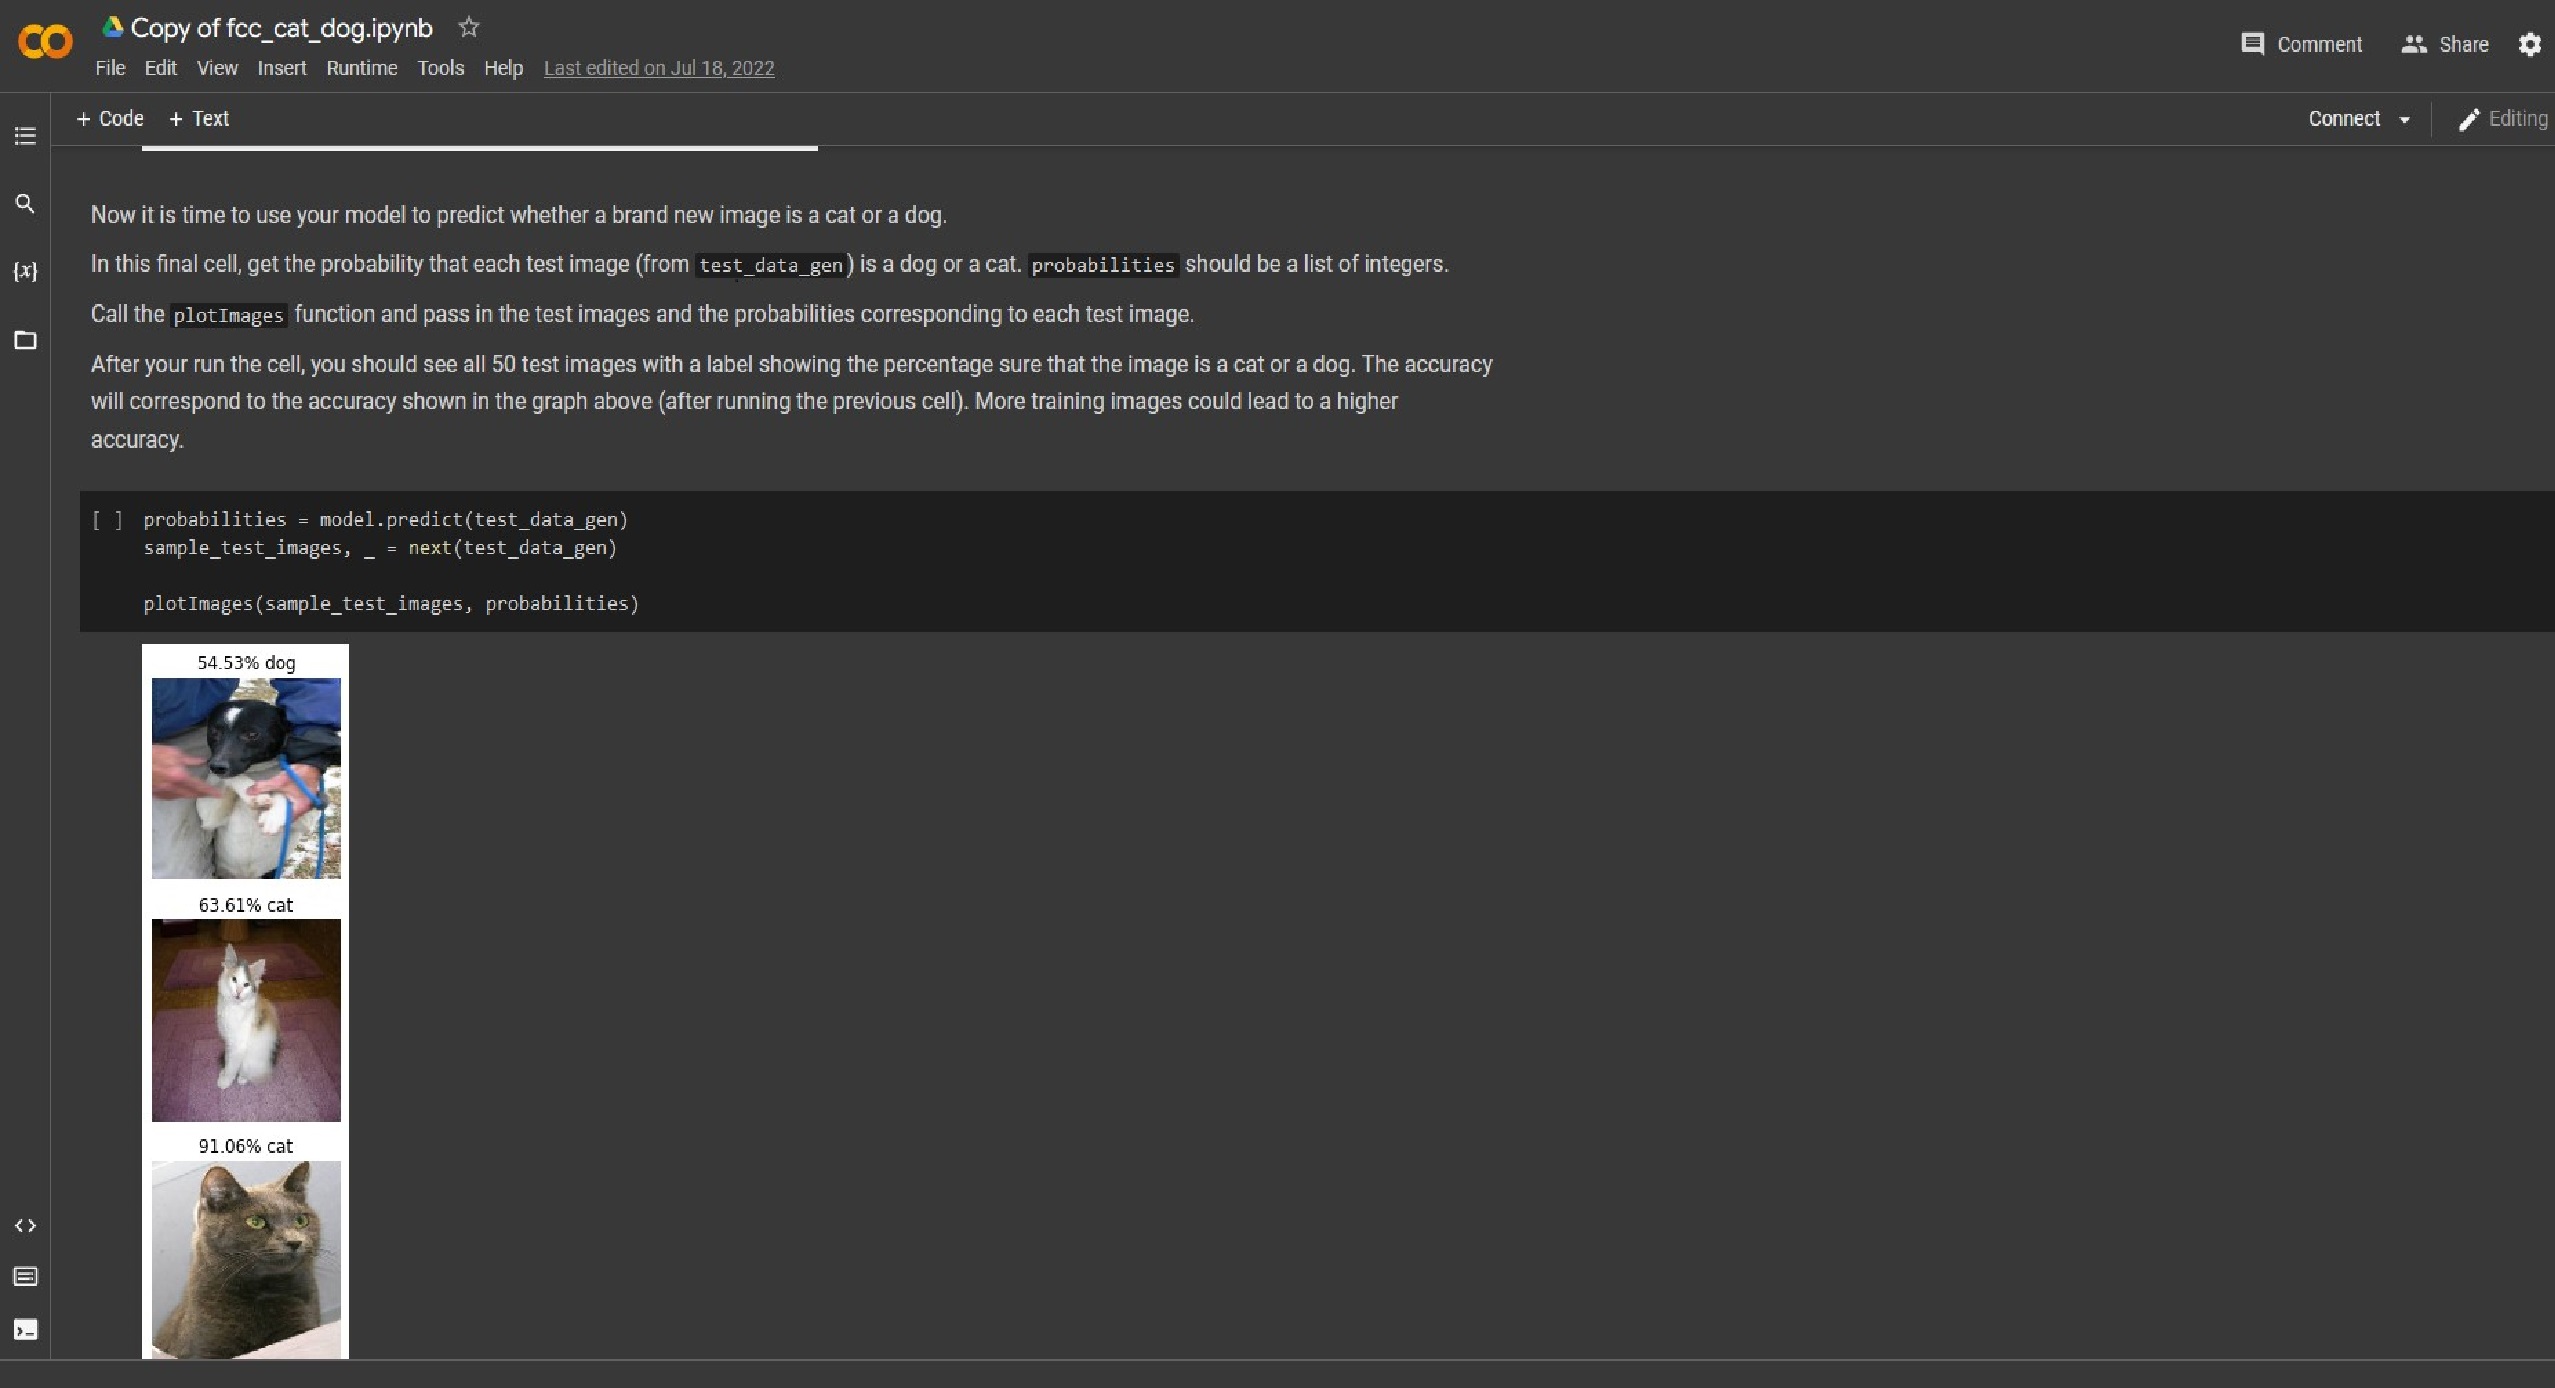 Copy of fcc_cat_dog.ipynb
Comment Share
File Edit View Insert Runtime Tools Help Last edited on Jul 18, 2022
+ Code + Text
Connect
Editing
{x}
Now it is time to use your model to predict whether a brand new image is a cat or a dog.
In this final cell, get the probability that each test image (from test_data_gen) is a dog or a cat. probabilities should be a list of integers.
Call the plotImages function and pass in the test images and the probabilities corresponding to each test image.
After your run the cell, you should see all 50 test images with a label showing the percentage sure that the image is a cat or a dog. The accuracy
will correspond to the accuracy shown in the graph above (after running the previous cell). More training images could lead to a higher
accuracy.
[ ] probabilities = model.predict(test_data_gen)
sample_test_images, _ = next(test_data_gen)
plotImages(sample_test_images, probabilities)
54.53% dog
63.61% cat
91.06% cat